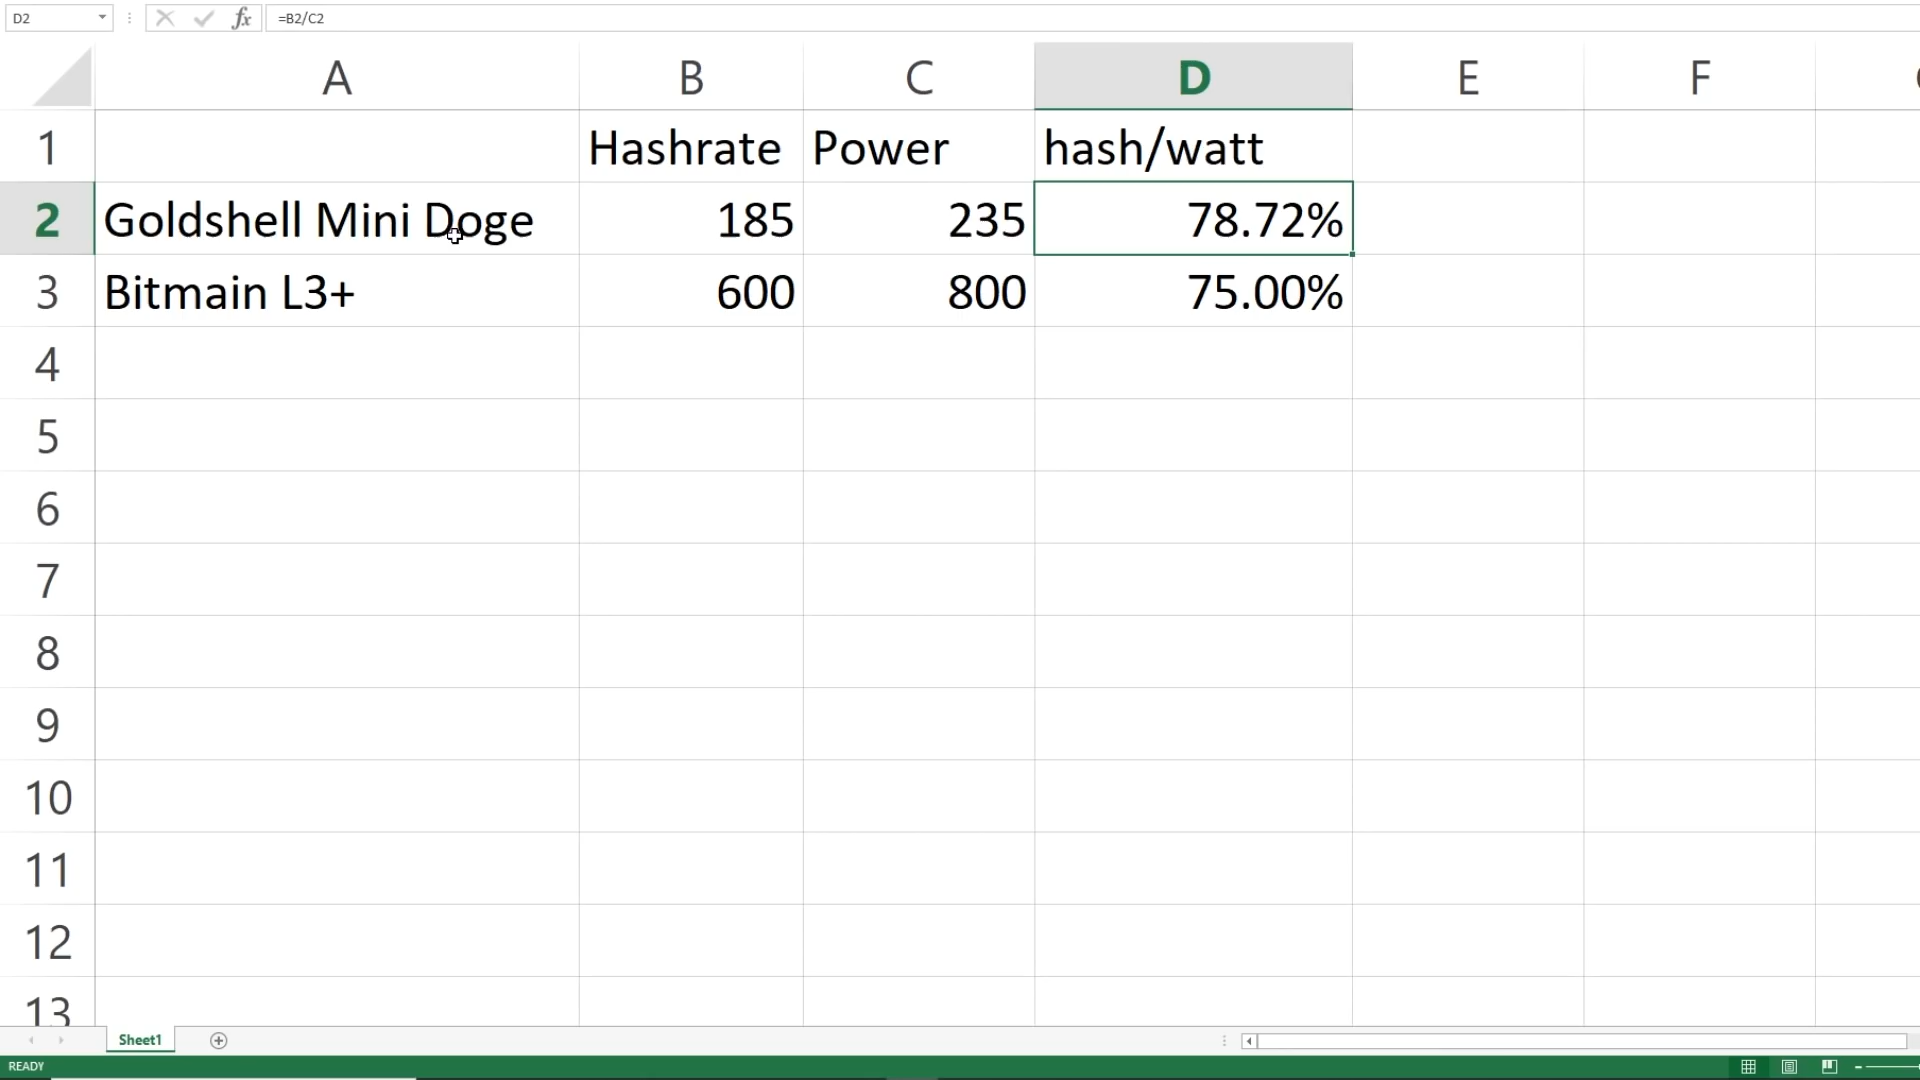 D2 fx =B2/C2
A B C D E F
1 Hashrate Power hash/watt
2 Goldshell Mini Doge 185 235 78.72%
3 Bitmain L3+ 600 800 75.00%
4
5
6
7
8
9
10
11
12
13
Sheet1
READY